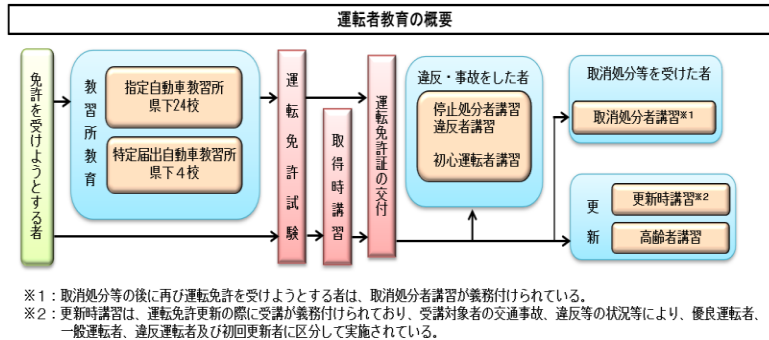 運転者教育の概要
免許を受けようとする者
教習所教育
指定自動車教習所
県下24校
特定届出自動車教習所
県下４校
運転免許試験
取得時講習
運転免許証の交付
違反・事故をした者
停止処分者講習
違反者講習
初心運転者講習
取消処分等を受けた者
取消処分者講習※1
更新
更新時講習※2
高齢者講習
※１：取消処分等の後に再び運転免許を受けようとする者は、取消処分者講習が義務付けられている。
※２：更新時講習は、運転免許更新の際に受講が義務付けられており、受講対象者の交通事故、違反等の状況等により、優良運転者、
一般運転者、違反運転者及び初回更新者に区分して実施されている。